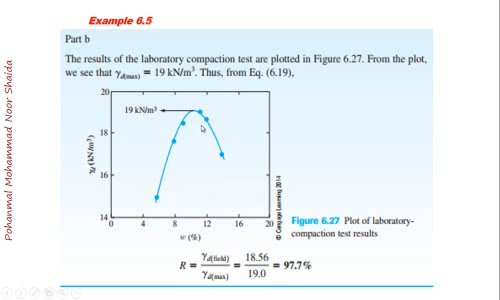 Example 6.5
Pohanmal Mohammad Noor Shaida
Part b
The results of the laboratory compaction test are plotted in Figure 6.27. From the plot,
we see that γd(max) = 19 kN/m³. Thus, from Eq. (6.19),
20
19 kN/m³
18
γd (kN/m³)
16
14
0 4 8 12 16 20
w (%)
© Cengage Learning 2014
Figure 6.27 Plot of laboratory-
compaction test results
R = γd(field) / γd(max) = 18.56 / 19.0 = 97.7%